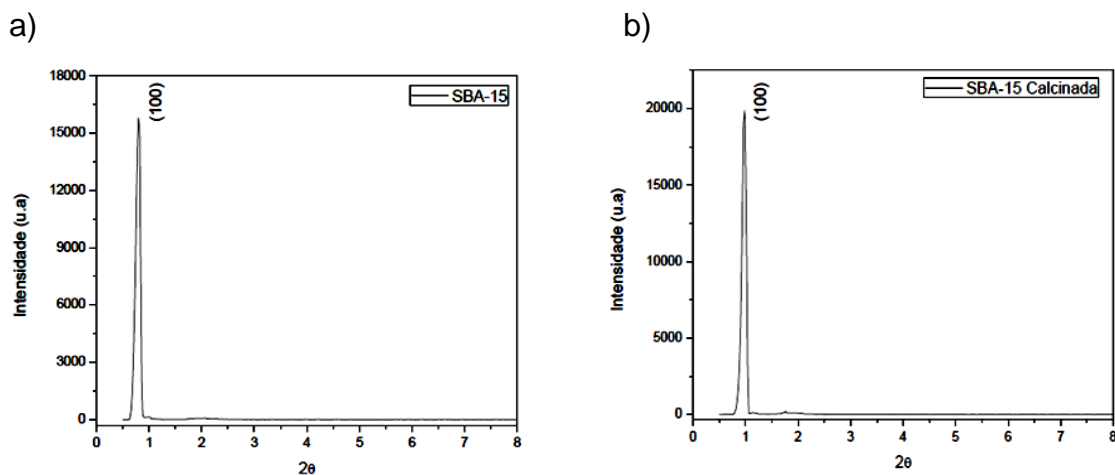 a)
b)
18000
15000
12000
9000
6000
3000
0
0 1 2 3 4 5 6 7 8
Intensidade (u.a)
2θ
(100)
SBA-15
20000
15000
10000
5000
0
0 1 2 3 4 5 6 7 8
Intensidade (u.a)
2θ
(100)
SBA-15 Calcinada